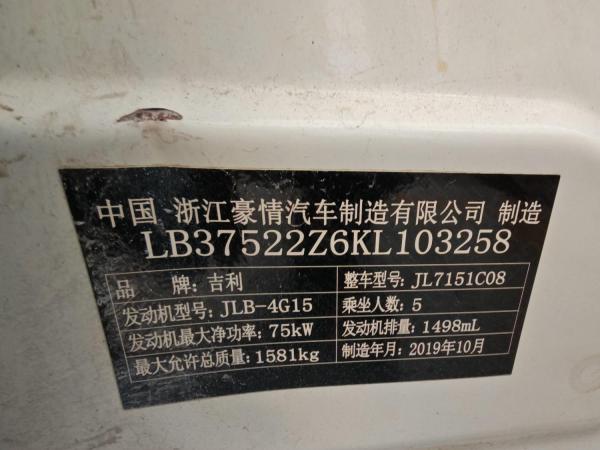 中国 浙江豪情汽车制造有限公司 制造
LB37522Z6KL103258
品 牌:吉利 整车型号:JL7151C08
发动机型号:JLB-4G15 乘坐人数:5
发动机最大净功率:75kW 发动机排量:1498mL
最大允许总质量:1581kg 制造年月:2019年10月